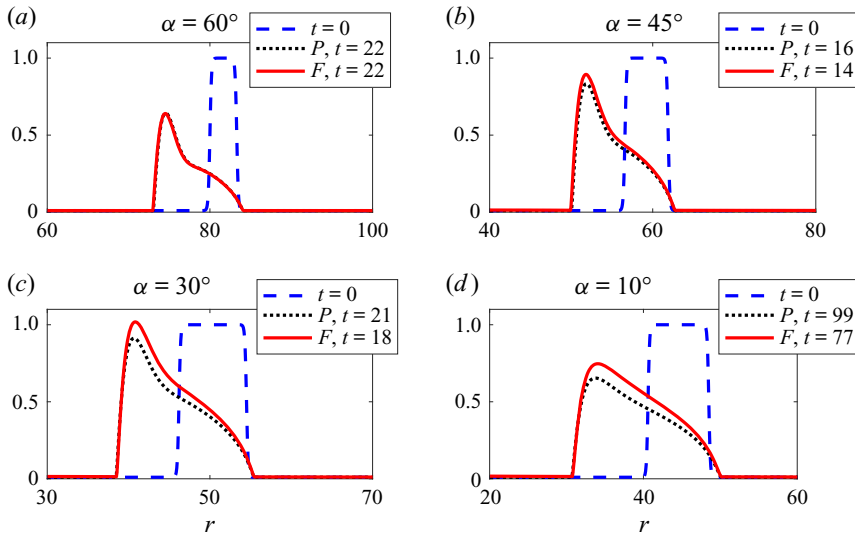 (a) α = 60°
t = 0
P, t = 22
F, t = 22
1.0
0.5
0
60 80 100
(b) α = 45°
t = 0
P, t = 16
F, t = 14
1.0
0.5
0
40 60 80
(c) α = 30°
t = 0
P, t = 21
F, t = 18
1.0
0.5
0
30 50 70
r
(d) α = 10°
t = 0
P, t = 99
F, t = 77
1.0
0.5
0
20 40 60
r